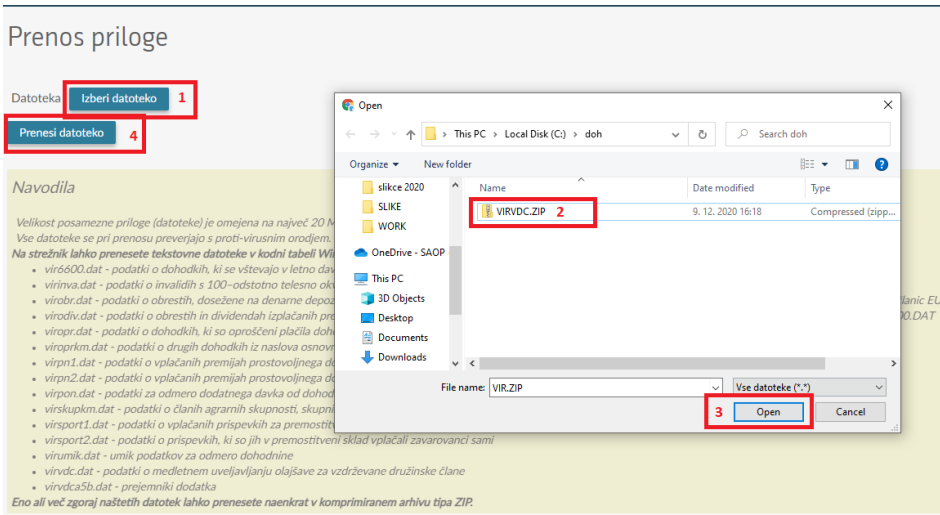 Prenos priloge
Datoteka Izberi datoteko 1
Prenesi datoteko 4
Navodila
Velikost posamezne priloge (datoteke) je omejena na največ 20 M
Vse datoteke se pri prenosu preverjajo s proti-virusnim orodjem.
Na strežnik lahko prenesete tekstovne datoteke v kodni tabeli Wi
• vir6600.dat - podatki o dohodkih, ki se vštevajo v letno dav
• virinva.dat - podatki o invalidih s 100-odstotno telesno okv
• virobr.dat - podatki o obrestih, dosežene na denarne depoz
lanic EU
• virodiv.dat - podatki o obrestih in dividendah izplačanih pre
00.DAT
• viropr.dat - podatki o dohodkih, ki so oproščeni plačila doh
• viroprkm.dat - podatki o drugih dohodkih iz naslova osnovn
• virpn1.dat - podatki o vplačanih premijah prostovoljnega d
• virpn2.dat - podatki o vplačanih premijah prostovoljnega d
• virpon.dat - podatki za odmero dodatnega davka od dohod
• virskupkm.dat - podatki o članih agrarnih skupnosti, skupni
• virsport1.dat - podatki o vplačanih prispevkih za premostitv
• virsport2.dat - podatki o prispevkih, ki so jih v premostitveni sklad vplačali zavarovanci sami
• virumik.dat - umik podatkov za odmero dohodnine
• virvdc.dat - podatki o medletnem uveljavljanju olajšave za vzdrževane družinske člane
• virvdca5b.dat - prejemniki dodatka
Eno ali več zgoraj naštetih datotek lahko prenesete naenkrat v komprimiranem arhivu tipa ZIP.
Open
This PC > Local Disk (C:) > doh
Search doh
Organize New folder
Name Date modified Type
VIRVDC.ZIP 2 9. 12. 2020 16:18 Compressed (zipp...
slikce 2020
SLIKE
WORK
OneDrive - SAOP
This PC
3D Objects
Desktop
Documents
Downloads
File name: VIR.ZIP Vse datoteke (*.*)
3 Open Cancel